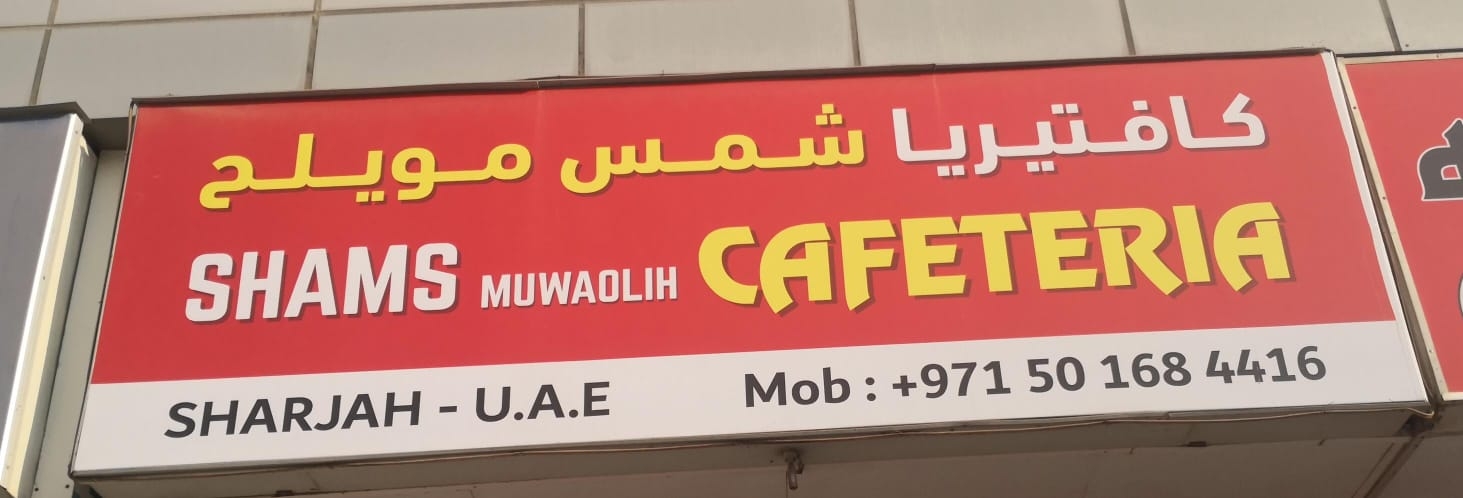 كافتيريا شمس مويلح
SHAMS MUWAOLIH CAFETERIA
SHARJAH - U.A.E
Mob : +971 50 168 4416